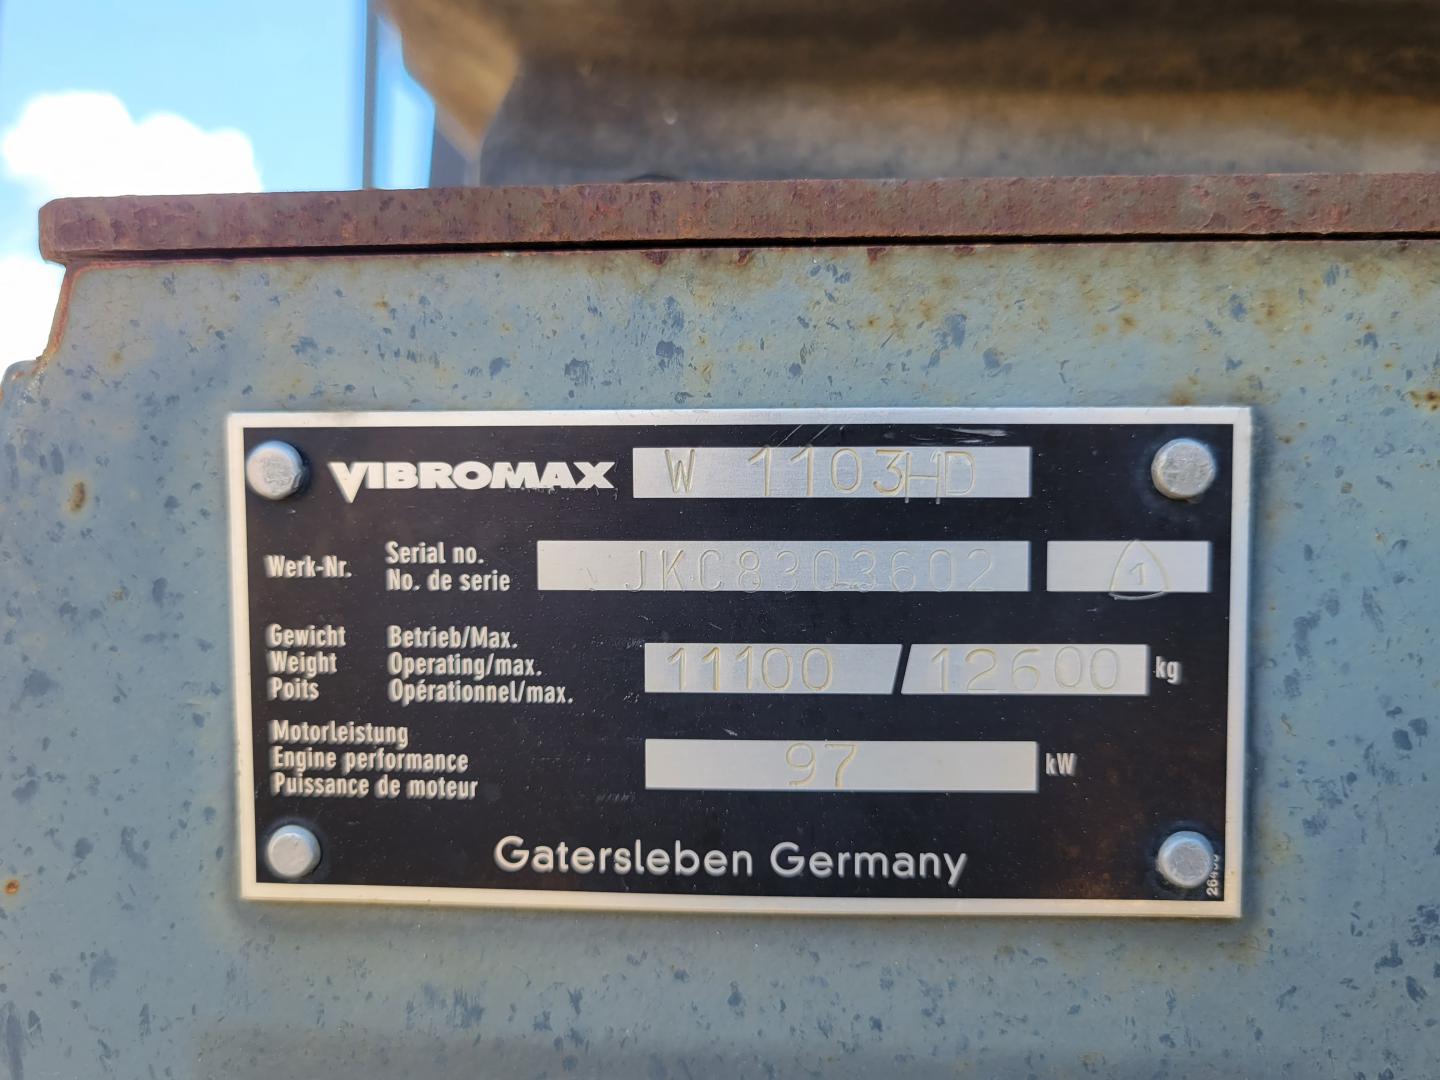 VIBROMAX W 1103HD
Werk-Nr. Serial no. No. de serie JKC8303602 1
Gewicht Betrieb/Max.
Weight Operating/max. 11100 / 12600 kg
Poits Opérationnel/max.
Motorleistung
Engine performance 97 kW
Puissance de moteur
Gatersleben Germany